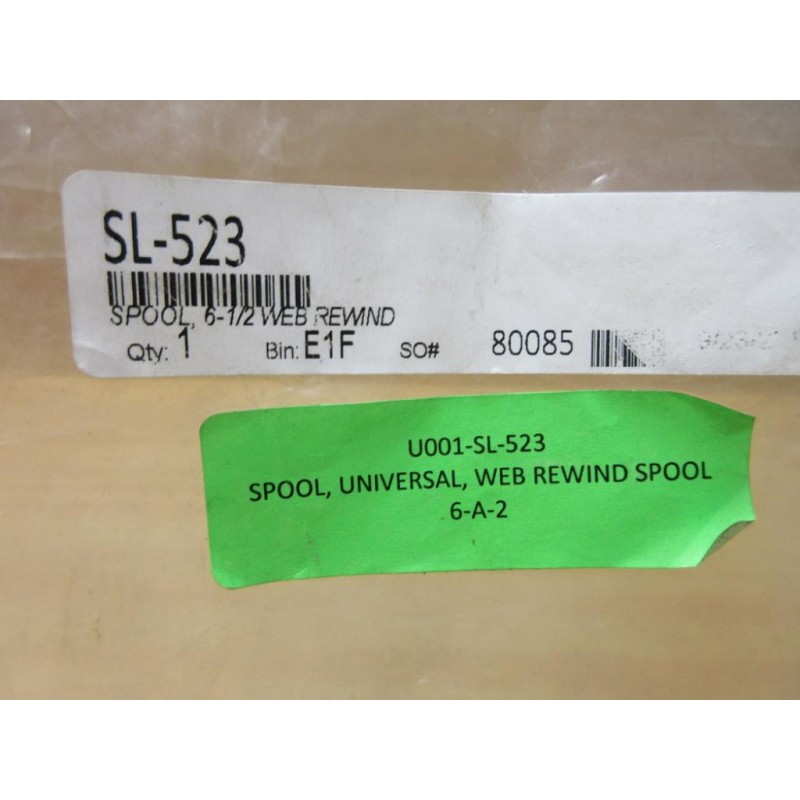 SL-523
SPOOL, 6-1/2 WEB REWIND
Qty: 1 Bin: E1F SO# 80085
U001-SL-523
SPOOL, UNIVERSAL, WEB REWIND SPOOL
6-A-2